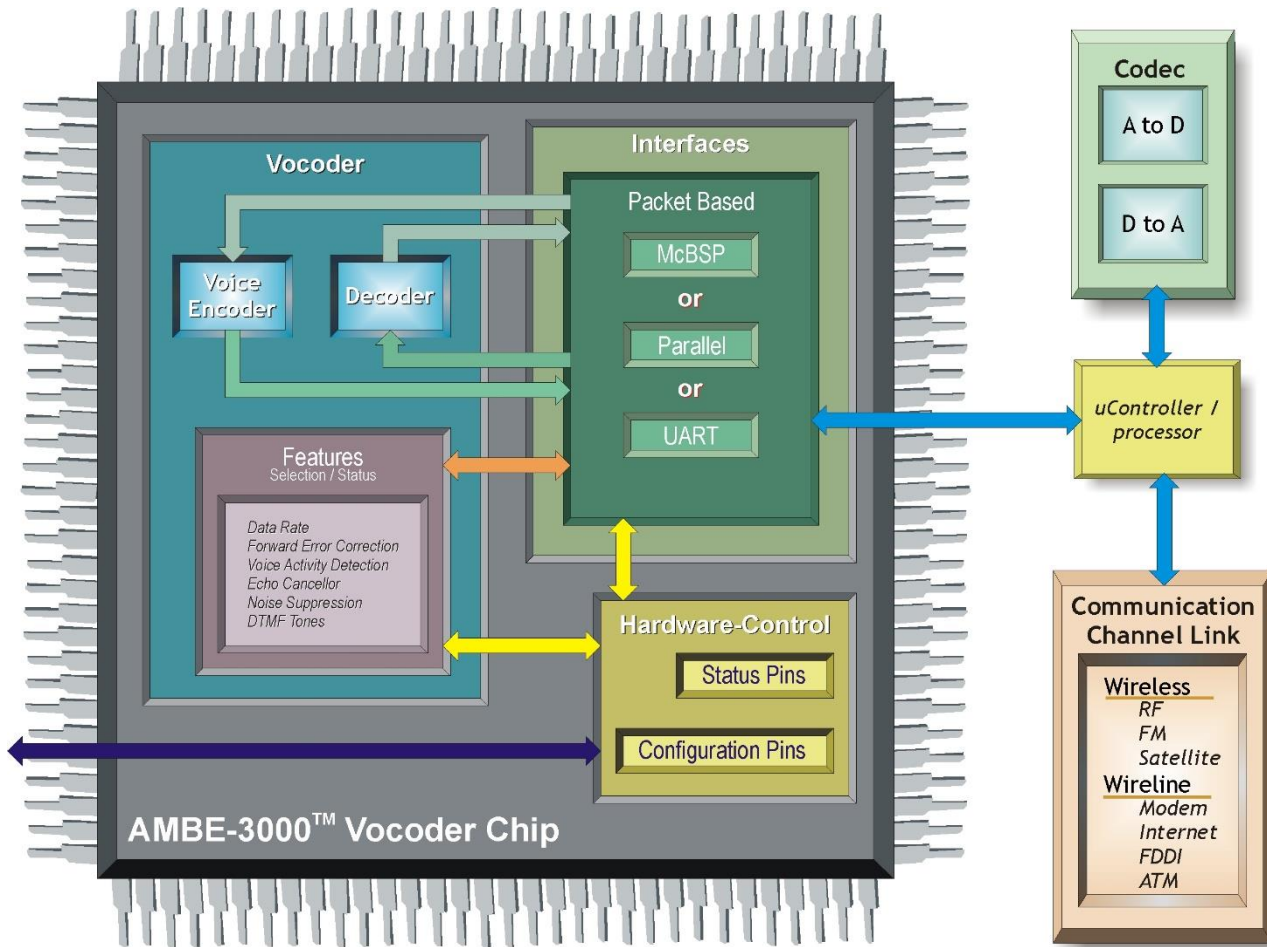 Vocoder
Voice
Encoder
Decoder
Features
Selection / Status
Data Rate
Forward Error Correction
Voice Activity Detection
Echo Cancellor
Noise Suppression
DTMF Tones
Interfaces
Packet Based
McBSP
or
Parallel
or
UART
Hardware-Control
Status Pins
Configuration Pins
AMBE-3000™ Vocoder Chip
Codec
A to D
D to A
uController /
processor
Communication
Channel Link
Wireless
RF
FM
Satellite
Wireline
Modem
Internet
FDDI
ATM